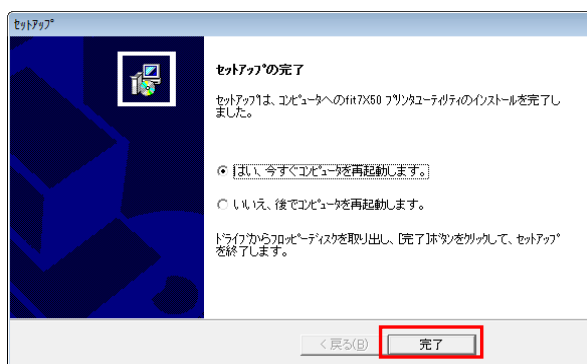 セットアップ
セットアップの完了
セットアップは、コンピュータへのfit7X50 プリンタユーティリティのインストールを完了し
ました。
はい、今すぐコンピュータを再起動します。
いいえ、後でコンピュータを再起動します。
ドライブからフロッピーディスクを取り出し、[完了]ボタンをクリックして、セットアップ
を終了します。
< 戻る(B)
完了